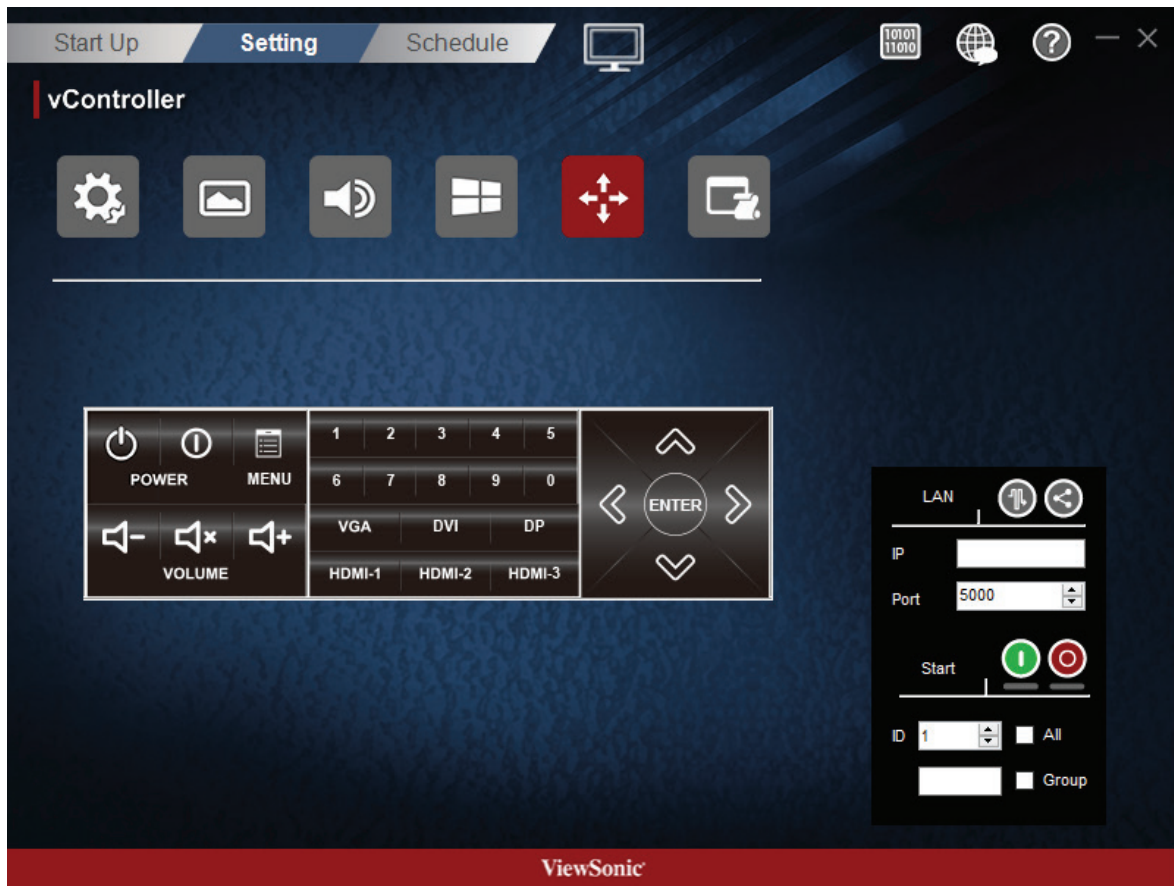 Start Up Setting Schedule
10101
11010
?
vController
1 2 3 4 5
POWER MENU
6 7 8 9 0
VGA DVI DP
VOLUME
HDMI-1 HDMI-2 HDMI-3
ENTER
LAN
IP
Port 5000
Start
ID 1 All
Group
ViewSonic